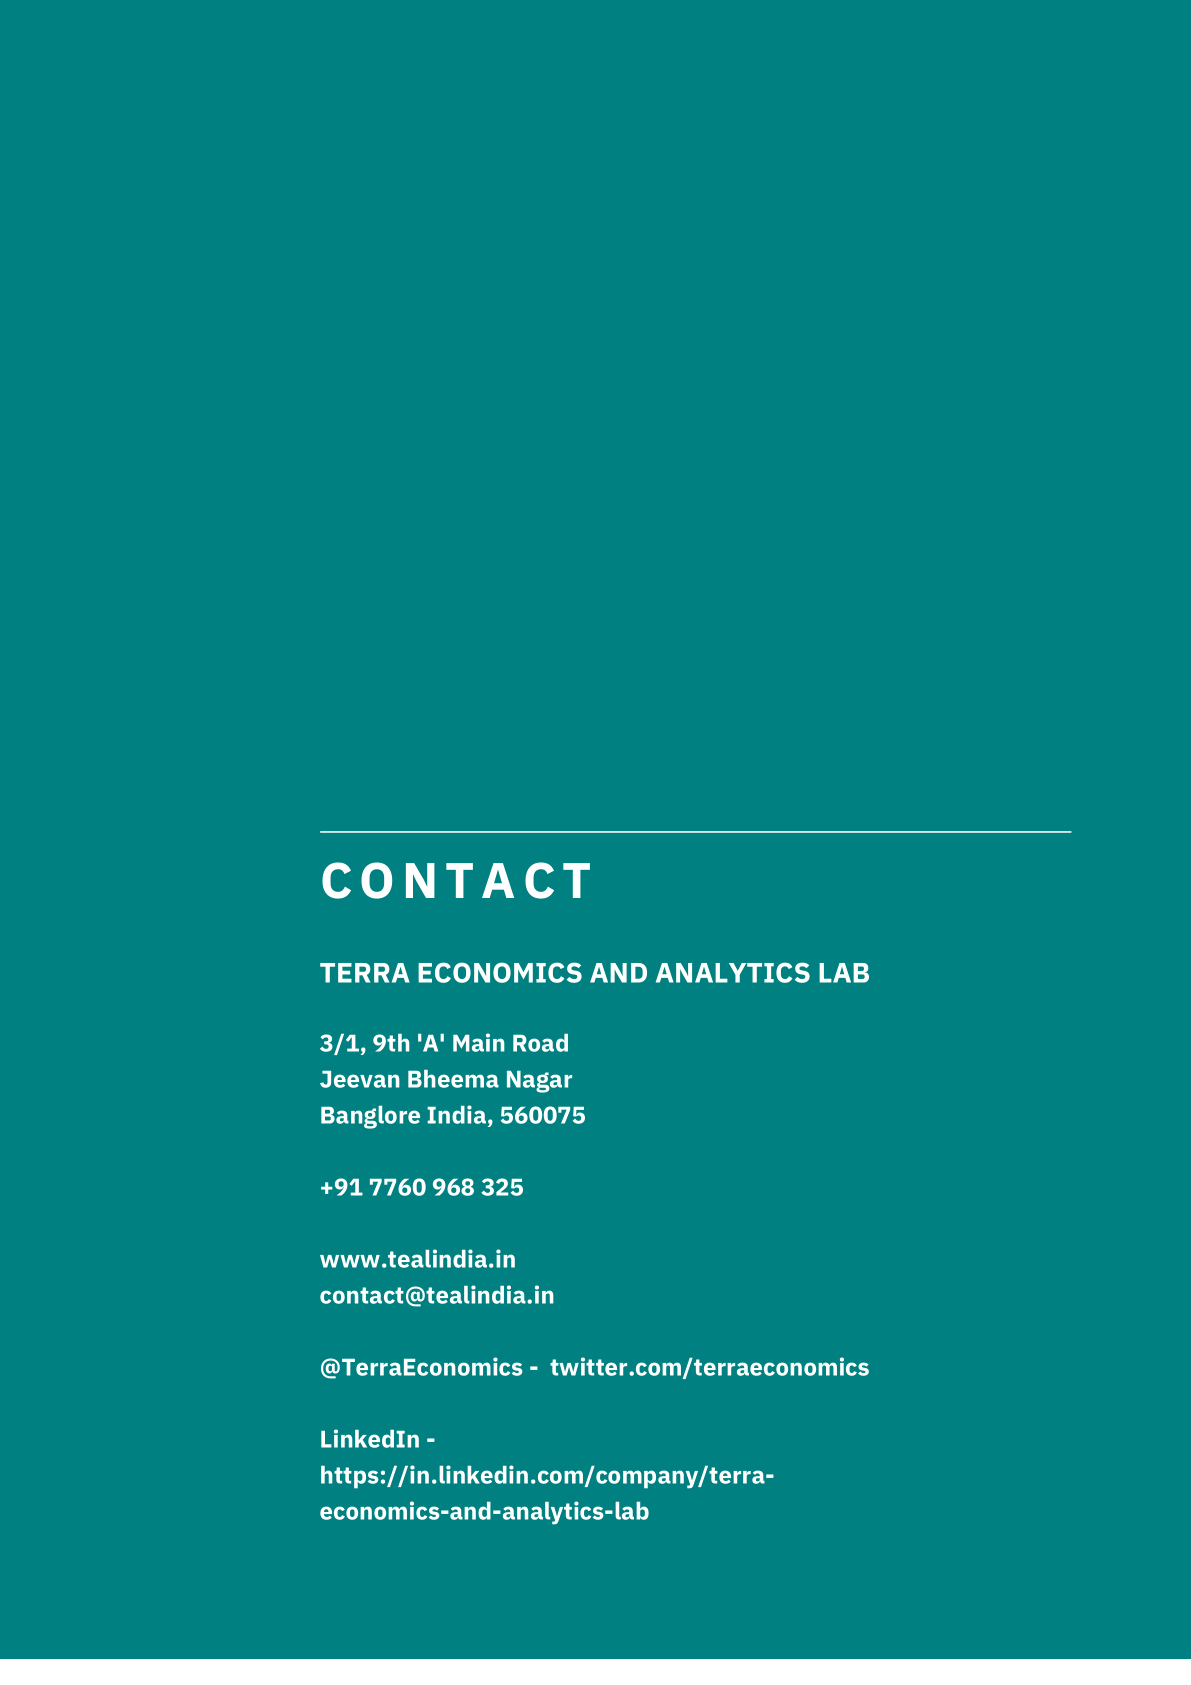 CONTACT
TERRA ECONOMICS AND ANALYTICS LAB
3/1, 9th 'A' Main Road
Jeevan Bheema Nagar
Banglore India, 560075
+91 7760 968 325
www.tealindia.in
contact@tealindia.in
@TerraEconomics -  twitter.com/terraeconomics
LinkedIn -
https://in.linkedin.com/company/terra-
economics-and-analytics-lab